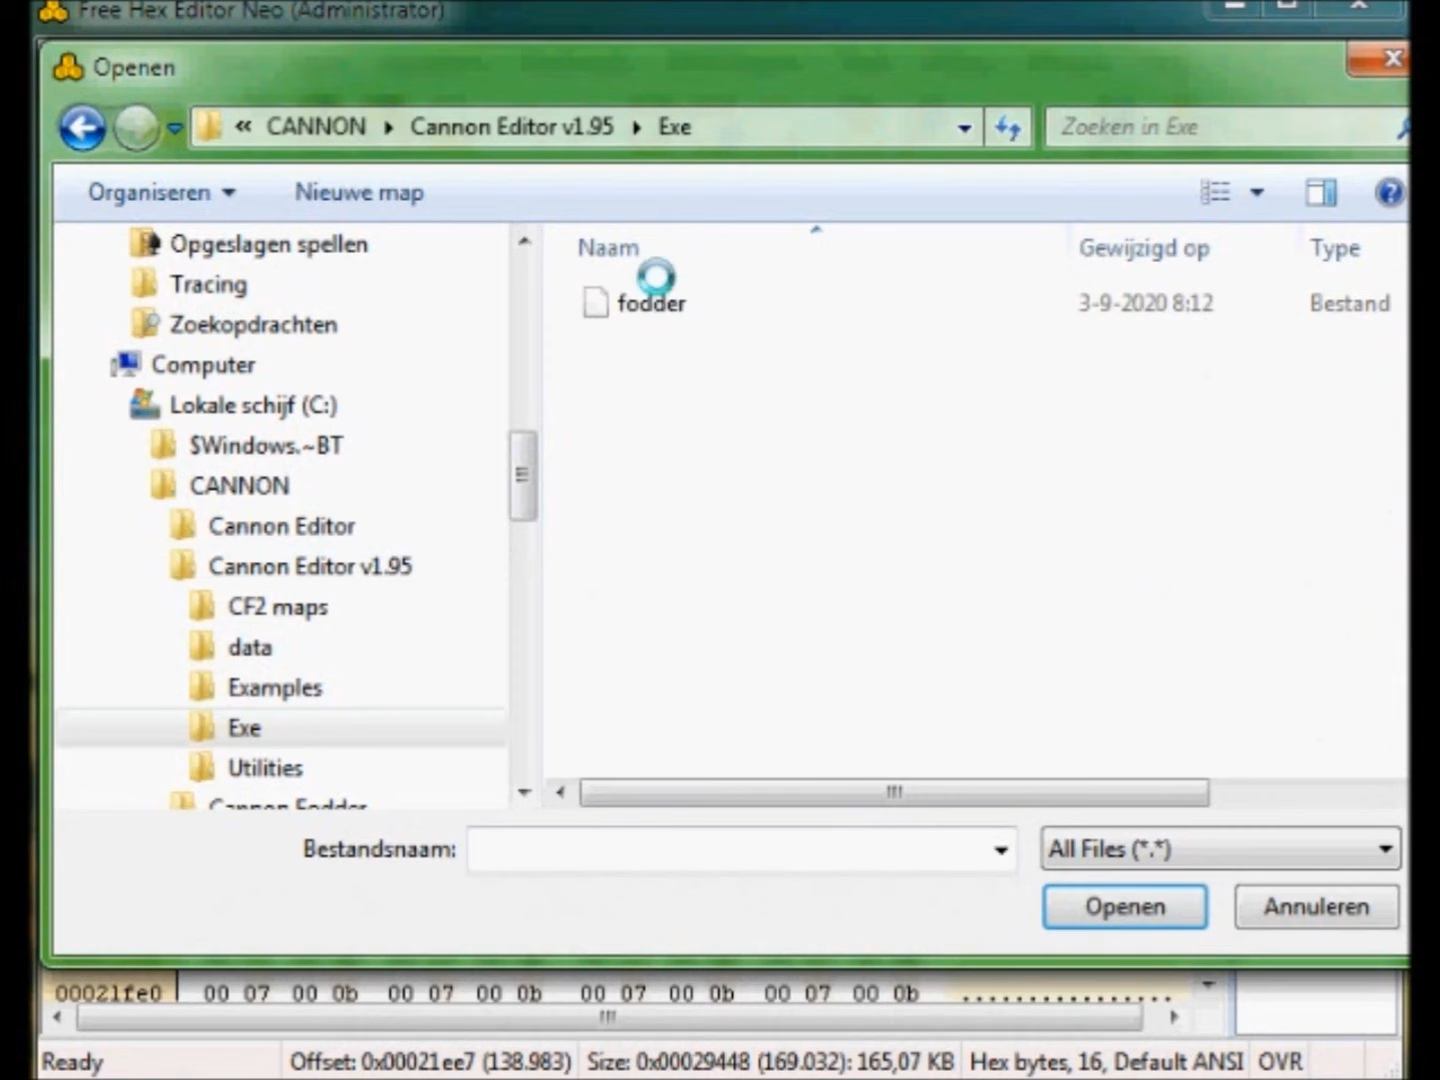 Free Hex Editor Neo (Administrator)
Openen
« CANNON ▸ Cannon Editor v1.95 ▸ Exe
Zoeken in Exe
Organiseren
Nieuwe map
Opgeslagen spellen
Tracing
Zoekopdrachten
Computer
Lokale schijf (C:)
$Windows.~BT
CANNON
Cannon Editor
Cannon Editor v1.95
CF2 maps
data
Examples
Exe
Utilities
Cannon Fodder
Naam
Gewijzigd op
Type
fodder
3-9-2020 8:12
Bestand
Bestandsnaam:
All Files (*.*)
Openen
Annuleren
00021fe0 00 07 00 0b 00 07 00 0b 00 07 00 0b 00 07 00 0b ................
Ready
Offset: 0x00021ee7 (138.983)
Size: 0x00029448 (169.032): 165,07 KB
Hex bytes, 16, Default ANSI
OVR